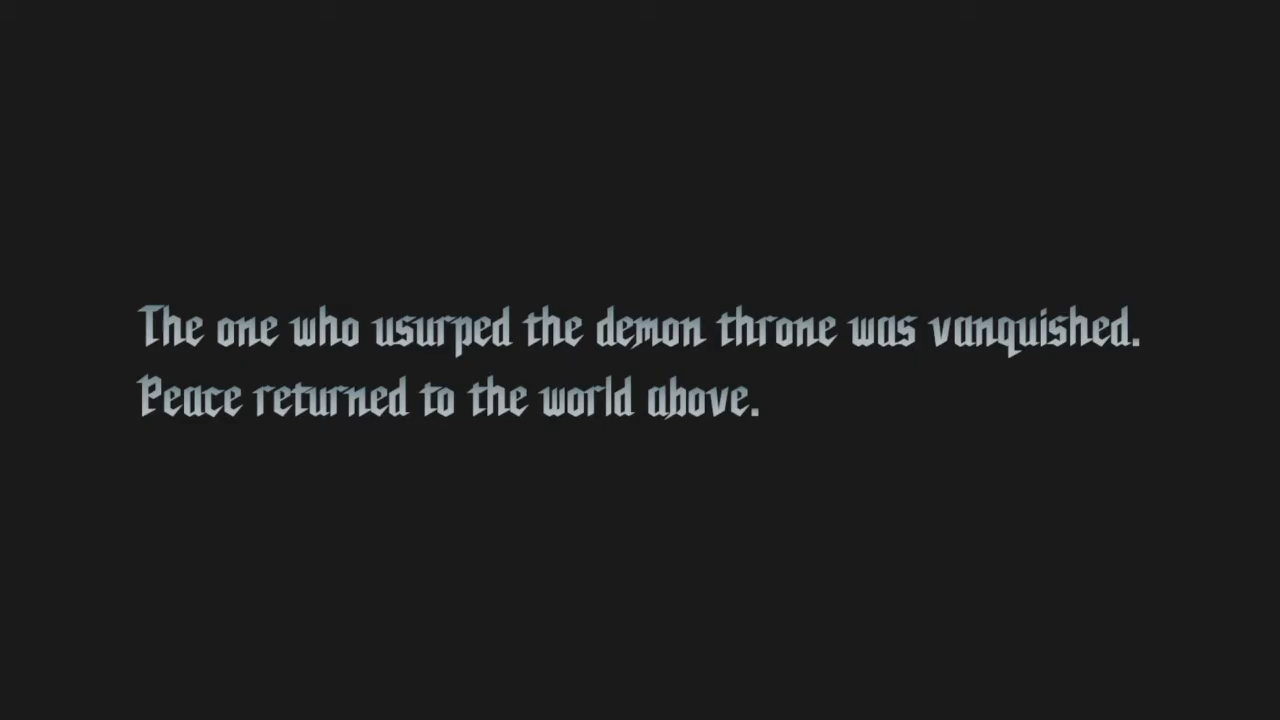 The one who usurped the demon throne was vanquished.
Peace returned to the world above.